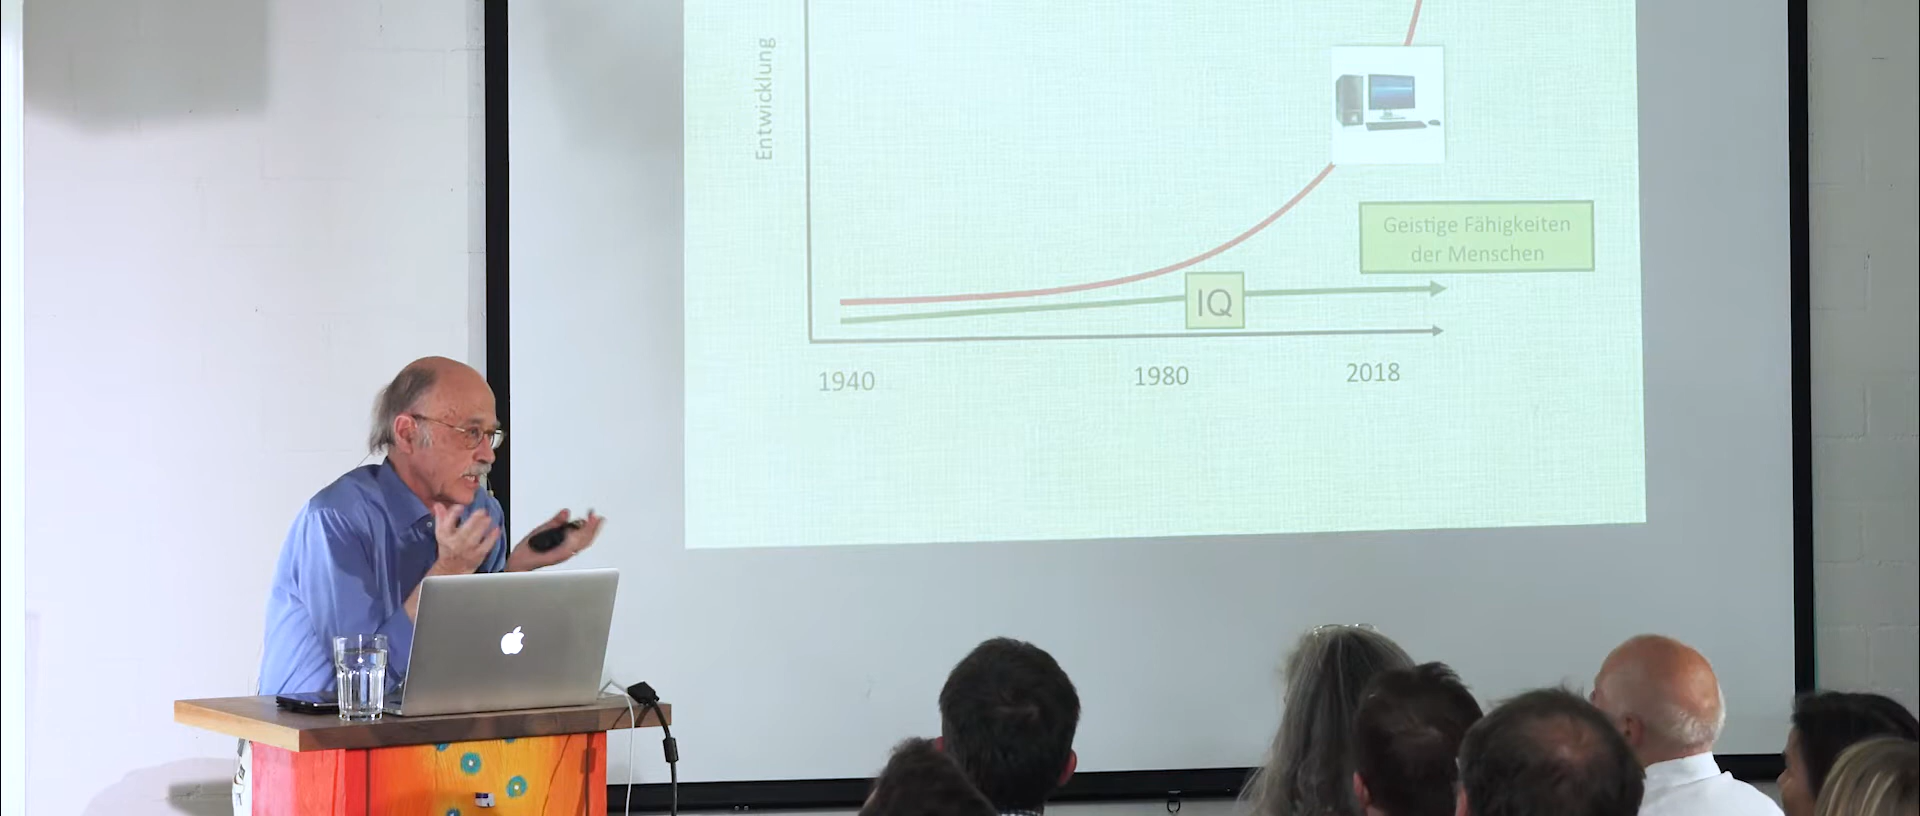 Entwicklung
Geistige Fähigkeiten
der Menschen
IQ
1940
1980
2018